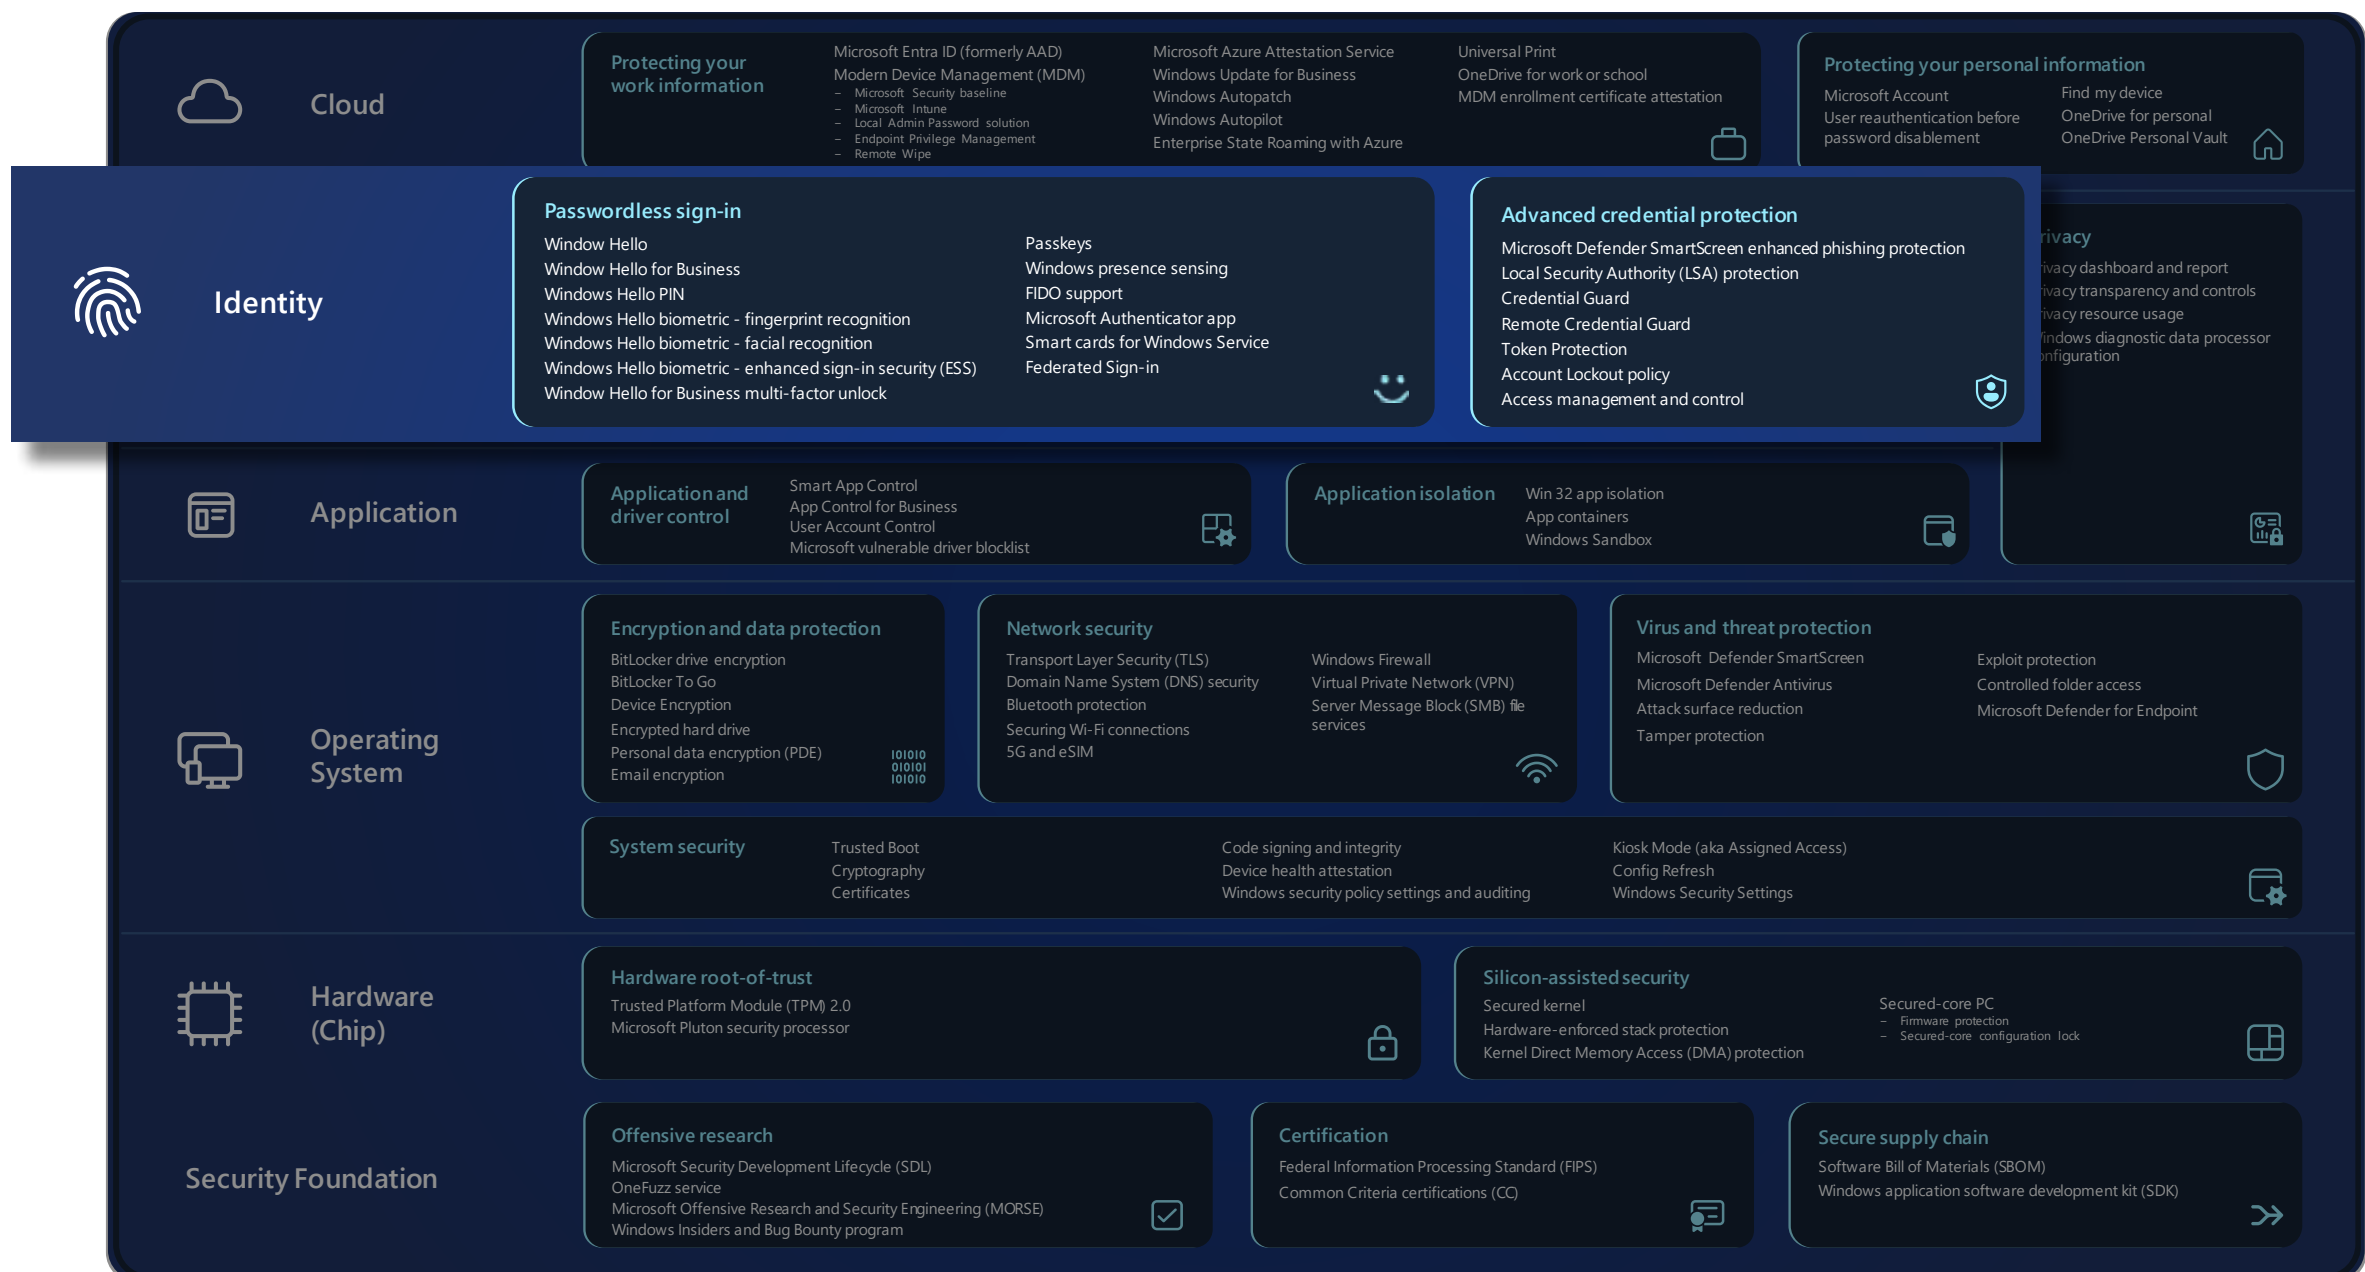 Cloud
Protecting your
work information
Microsoft Entra ID (formerly AAD)
Modern Device Management (MDM)
– Microsoft Security baseline
– Microsoft Intune
– Local Admin Password solution
– Endpoint Privilege Management
– Remote Wipe
Microsoft Azure Attestation Service
Windows Update for Business
Windows Autopatch
Windows Autopilot
Enterprise State Roaming with Azure
Universal Print
OneDrive for work or school
MDM enrollment certificate attestation
Protecting your personal information
Microsoft Account
User reauthentication before
password disablement
Find my device
OneDrive for personal
OneDrive Personal Vault
Identity
Passwordless sign-in
Window Hello
Window Hello for Business
Windows Hello PIN
Windows Hello biometric - fingerprint recognition
Windows Hello biometric - facial recognition
Windows Hello biometric - enhanced sign-in security (ESS)
Window Hello for Business multi-factor unlock
Passkeys
Windows presence sensing
FIDO support
Microsoft Authenticator app
Smart cards for Windows Service
Federated Sign-in
Advanced credential protection
Microsoft Defender SmartScreen enhanced phishing protection
Local Security Authority (LSA) protection
Credential Guard
Remote Credential Guard
Token Protection
Account Lockout policy
Access management and control
rivacy
ivacy dashboard and report
ivacy transparency and controls
ivacy resource usage
indows diagnostic data processor
nfiguration
Application
Application and
driver control
Smart App Control
App Control for Business
User Account Control
Microsoft vulnerable driver blocklist
Application isolation
Win 32 app isolation
App containers
Windows Sandbox
Operating
System
Encryption and data protection
BitLocker drive encryption
BitLocker To Go
Device Encryption
Encrypted hard drive
Personal data encryption (PDE)
Email encryption
101010
010101
101010
Network security
Transport Layer Security (TLS)
Domain Name System (DNS) security
Bluetooth protection
Securing Wi-Fi connections
5G and eSIM
Windows Firewall
Virtual Private Network (VPN)
Server Message Block (SMB) file
services
Virus and threat protection
Microsoft Defender SmartScreen
Microsoft Defender Antivirus
Attack surface reduction
Tamper protection
Exploit protection
Controlled folder access
Microsoft Defender for Endpoint
System security
Trusted Boot
Cryptography
Certificates
Code signing and integrity
Device health attestation
Windows security policy settings and auditing
Kiosk Mode (aka Assigned Access)
Config Refresh
Windows Security Settings
Hardware
(Chip)
Hardware root-of-trust
Trusted Platform Module (TPM) 2.0
Microsoft Pluton security processor
Silicon-assisted security
Secured kernel
Hardware-enforced stack protection
Kernel Direct Memory Access (DMA) protection
Secured-core PC
– Firmware protection
– Secured-core configuration lock
Security Foundation
Offensive research
Microsoft Security Development Lifecycle (SDL)
OneFuzz service
Microsoft Offensive Research and Security Engineering (MORSE)
Windows Insiders and Bug Bounty program
Certification
Federal Information Processing Standard (FIPS)
Common Criteria certifications (CC)
Secure supply chain
Software Bill of Materials (SBOM)
Windows application software development kit (SDK)